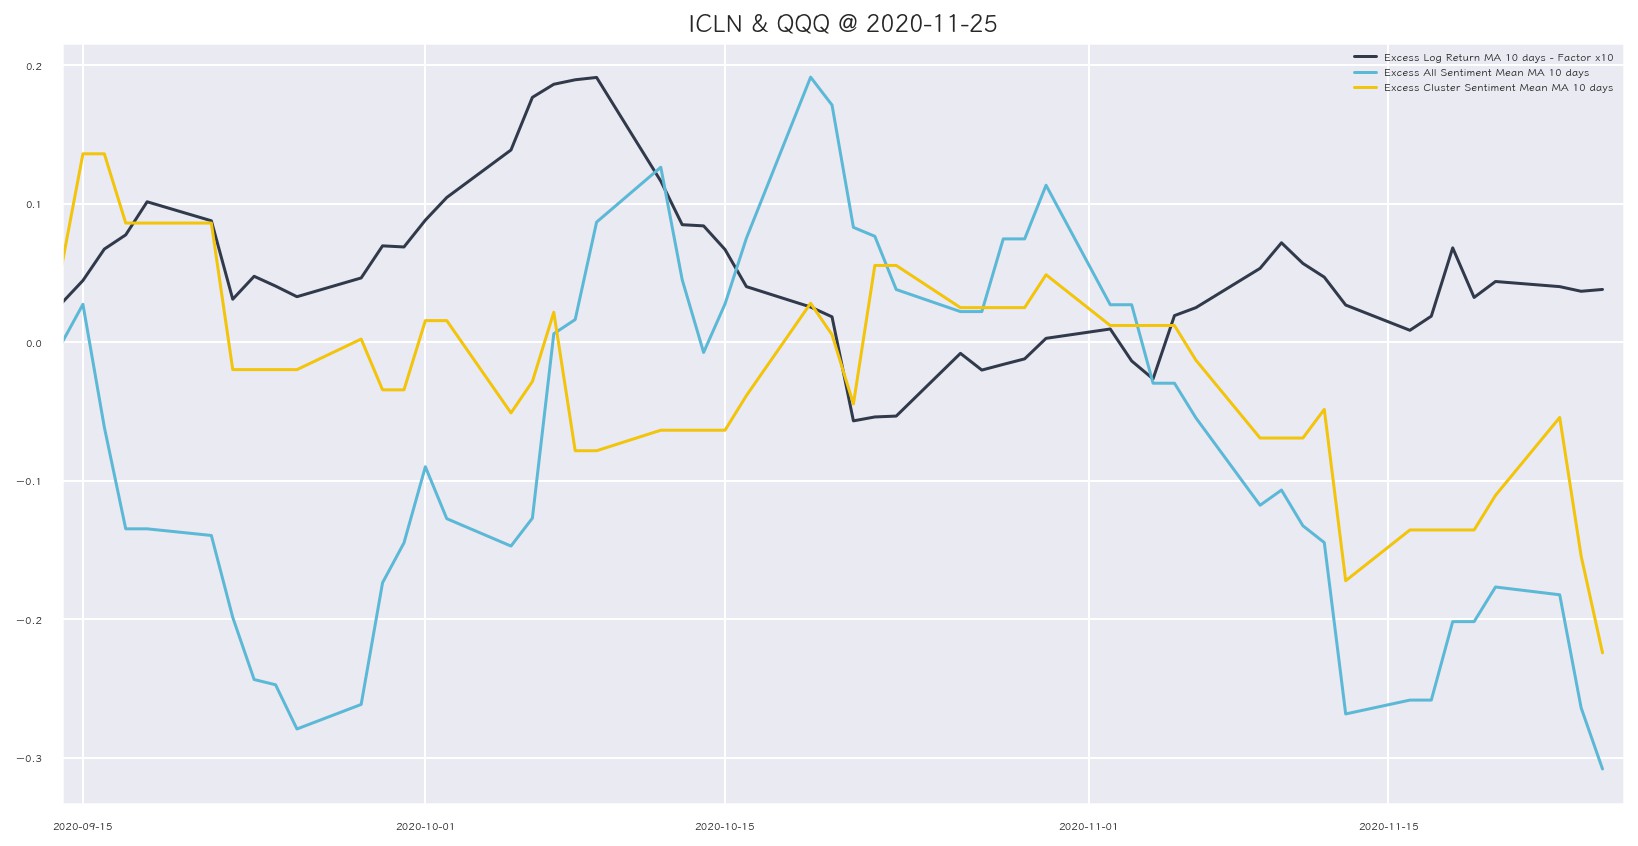 ICLN & QQQ @ 2020-11-25
Excess Log Return MA 10 days - Factor x10
Excess All Sentiment Mean MA 10 days
Excess Cluster Sentiment Mean MA 10 days
0.2
0.1
0.0
−0.1
−0.2
−0.3
2020-09-15
2020-10-01
2020-10-15
2020-11-01
2020-11-15